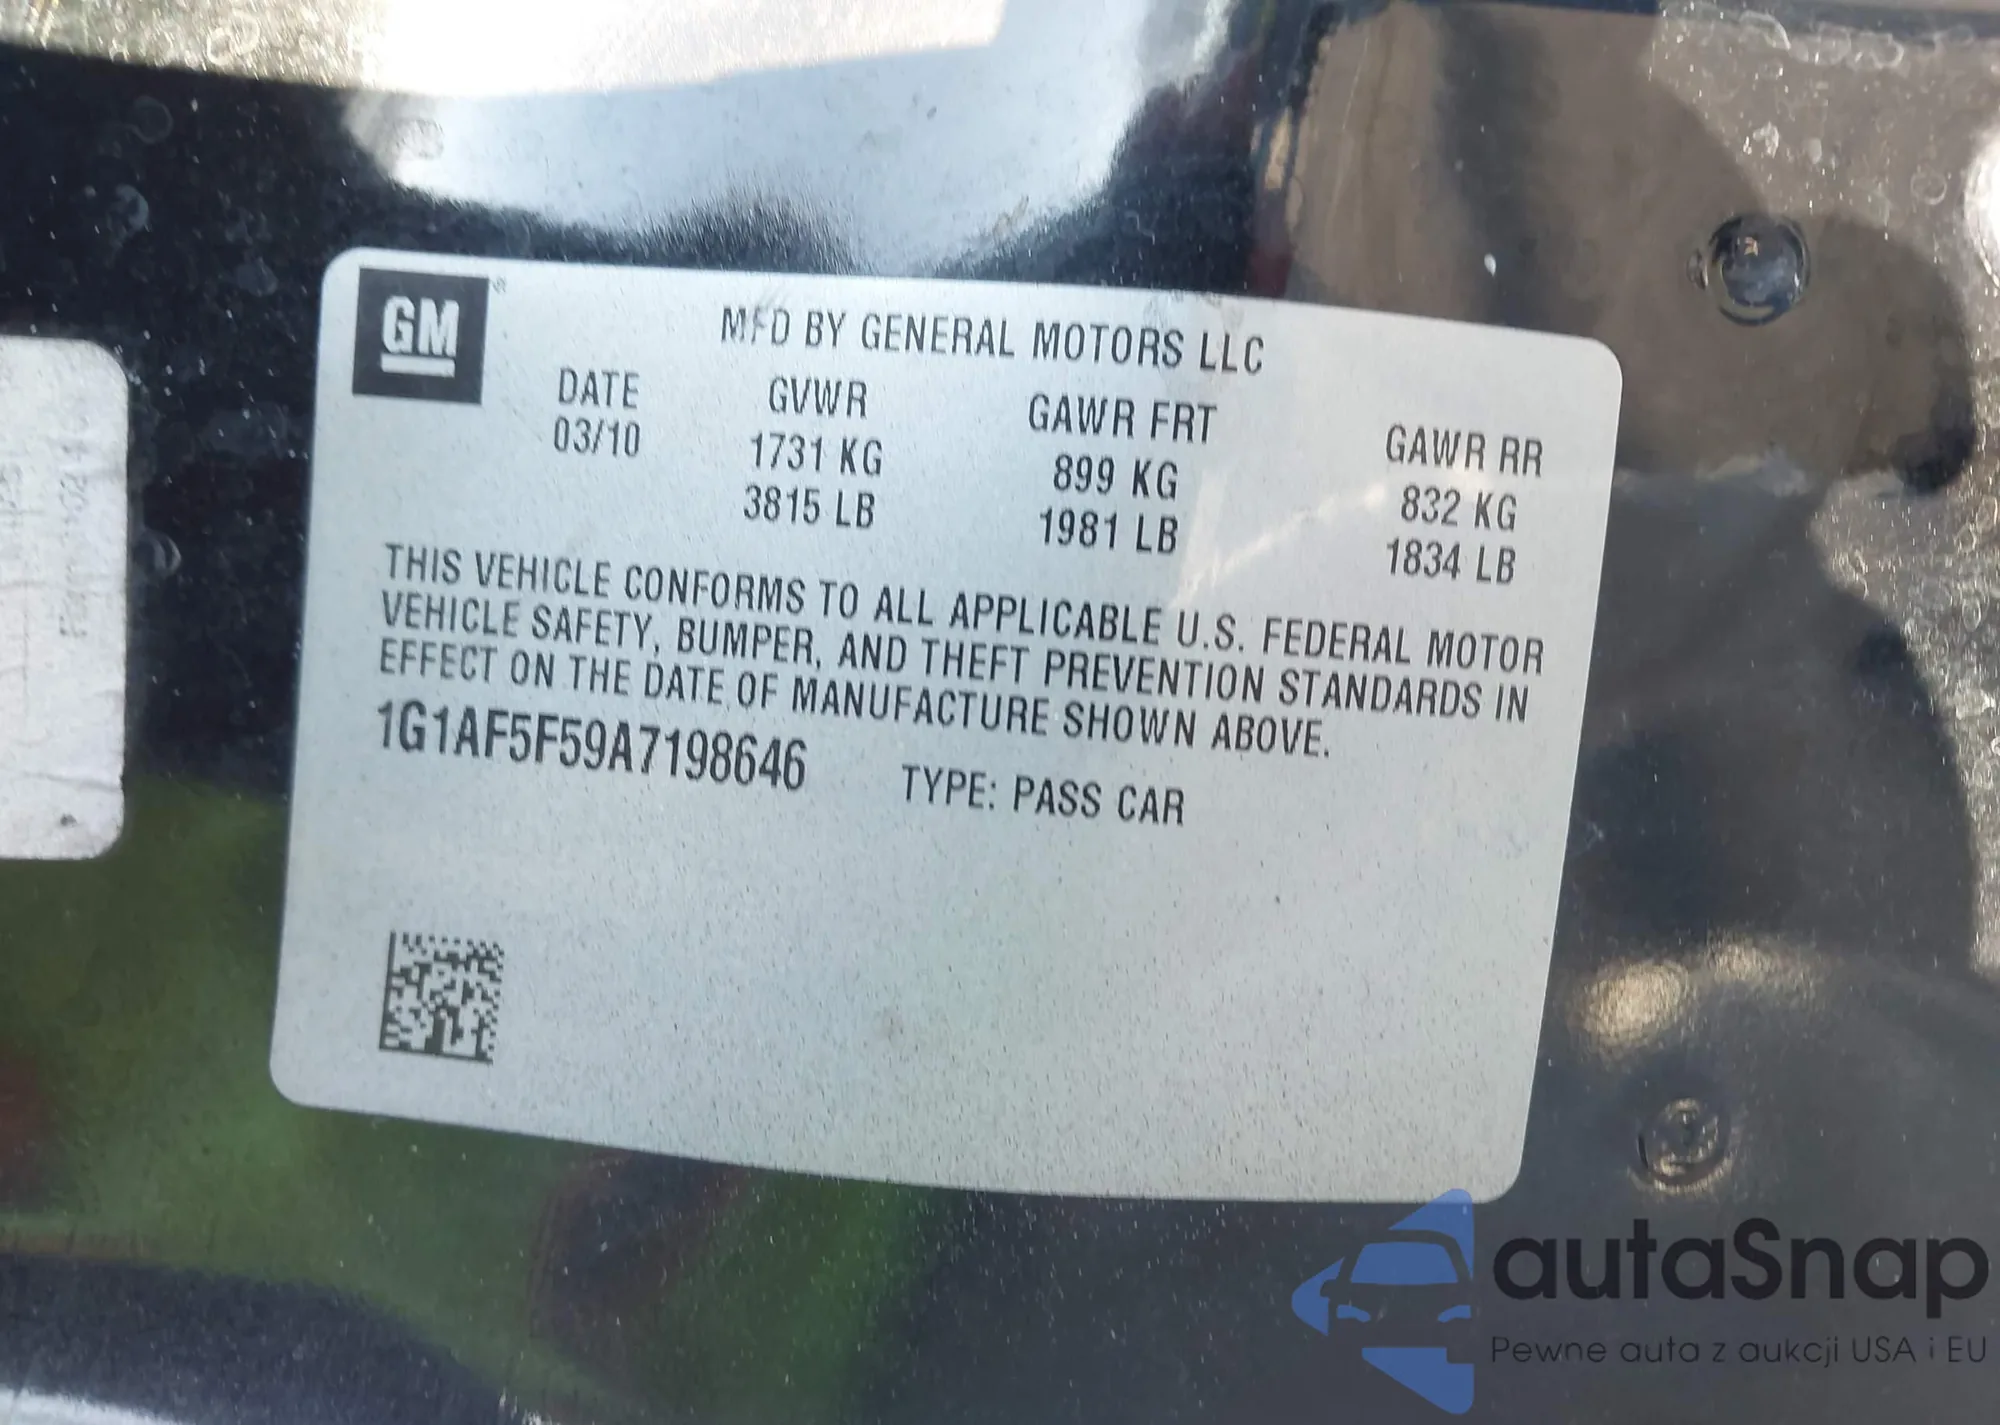 GM
MFD BY GENERAL MOTORS LLC
DATE GVWR GAWR FRT GAWR RR
03/10 1731 KG 899 KG 832 KG
3815 LB 1981 LB 1834 LB
THIS VEHICLE CONFORMS TO ALL APPLICABLE U.S. FEDERAL MOTOR
VEHICLE SAFETY, BUMPER, AND THEFT PREVENTION STANDARDS IN
EFFECT ON THE DATE OF MANUFACTURE SHOWN ABOVE.
1G1AF5F59A7198646 TYPE: PASS CAR
autaSnap
Pewne auta z aukcji USA i EU